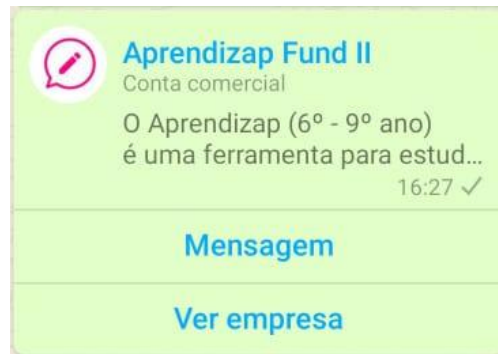 Aprendizap Fund II
Conta comercial
O Aprendizap (6º - 9º ano)
é uma ferramenta para estud...
16:27 ✓
Mensagem
Ver empresa